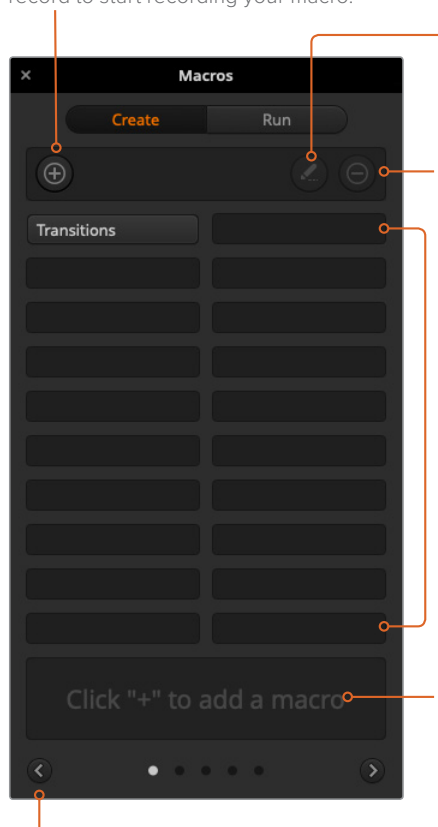 record to start recording your macro.
Macros
Create Run
Transitions
Click "+" to add a macro